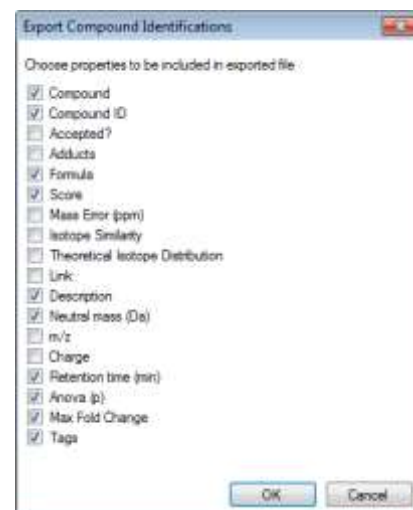 Export Compound Identifications
Choose properties to be included in exported file
Compound
Compound ID
Accepted?
Adducts
Formula
Score
Mass Error (ppm)
Isotope Similarity
Theoretical Isotope Distribution
Link
Description
Neutral mass (Da)
m/z
Charge
Retention time (min)
Anova (p)
Max Fold Change
Tags
OK
Cancel